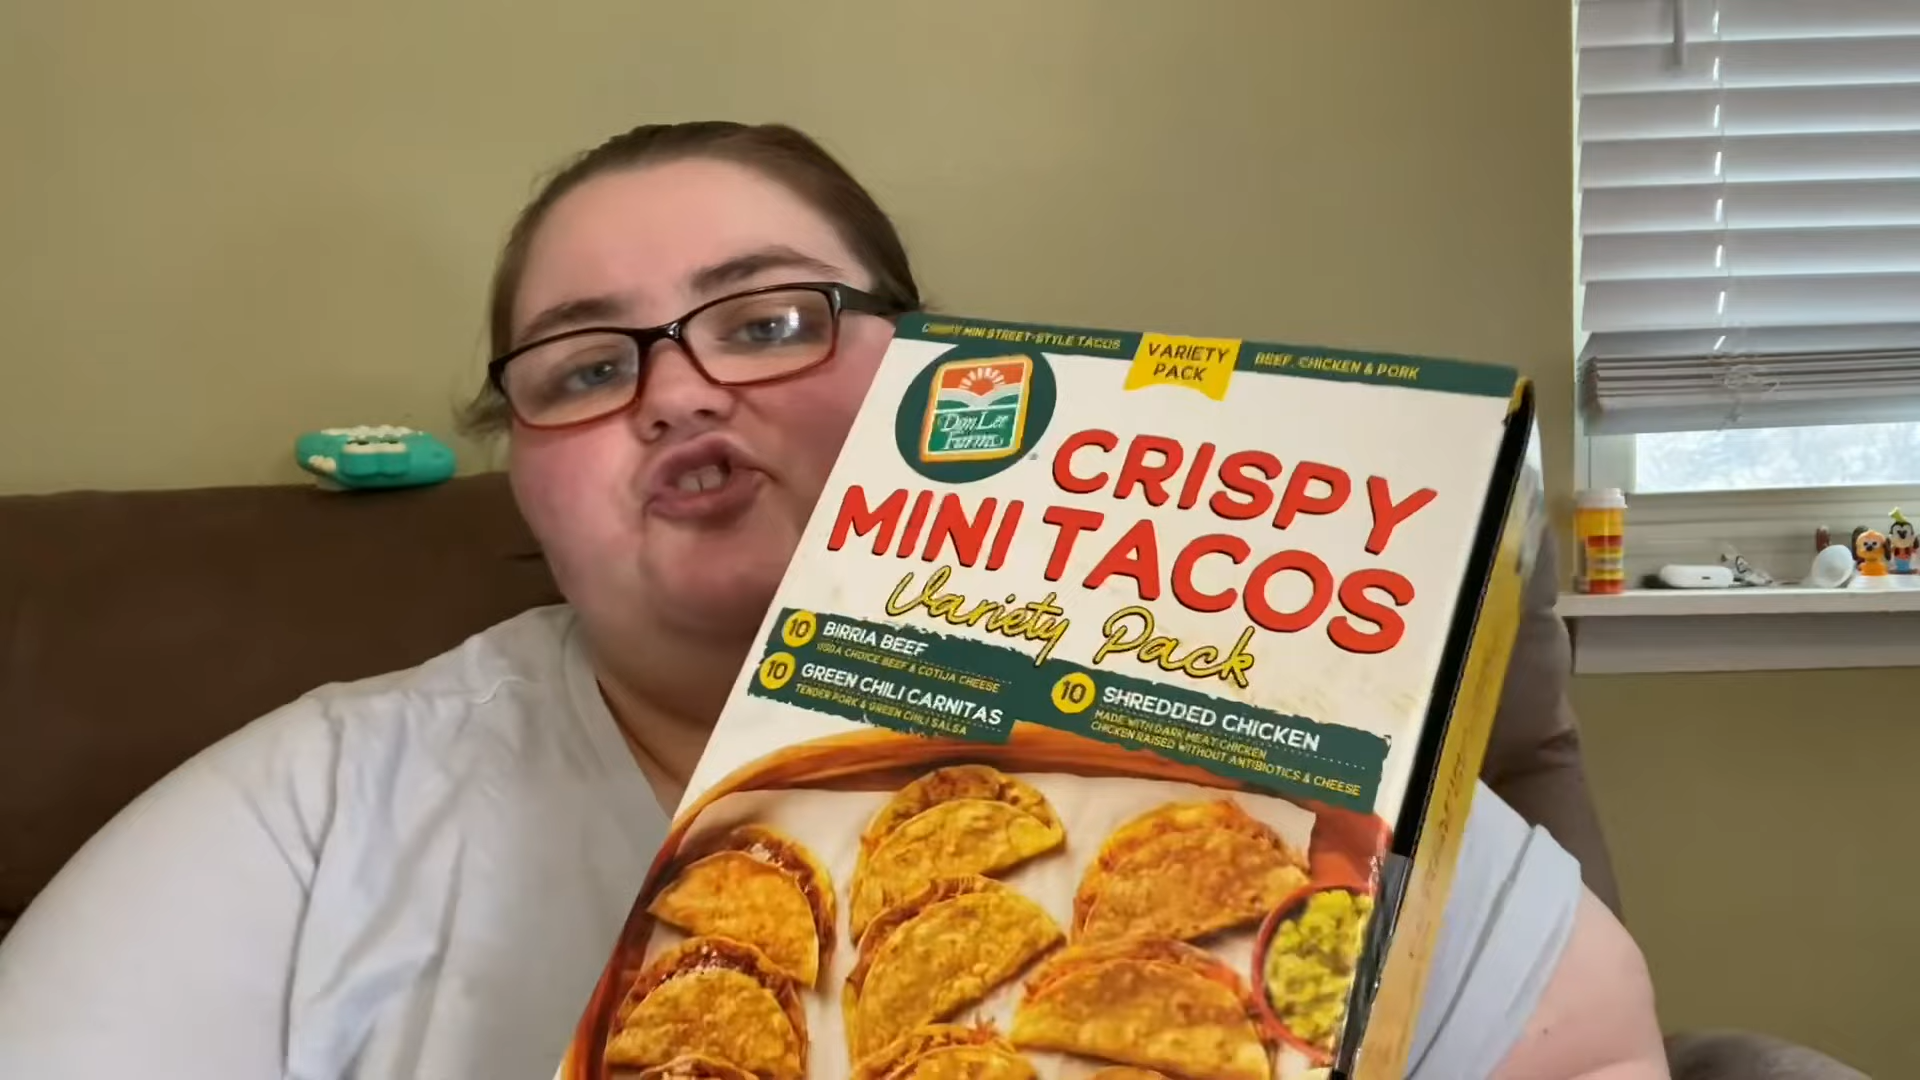 CRISPY MINI STREET-STYLE TACOS
VARIETY
PACK
BEEF, CHICKEN & PORK
Don Lee
Farms
CRISPY
MINI TACOS
Variety Pack
10 BIRRIA BEEF
USDA CHOICE BEEF & COTIJA CHEESE
10 GREEN CHILI CARNITAS
TENDER PORK & GREEN CHILI SALSA
10 SHREDDED CHICKEN
MADE WITH DARK MEAT CHICKEN
CHICKEN RAISED WITHOUT ANTIBIOTICS & CHEESE